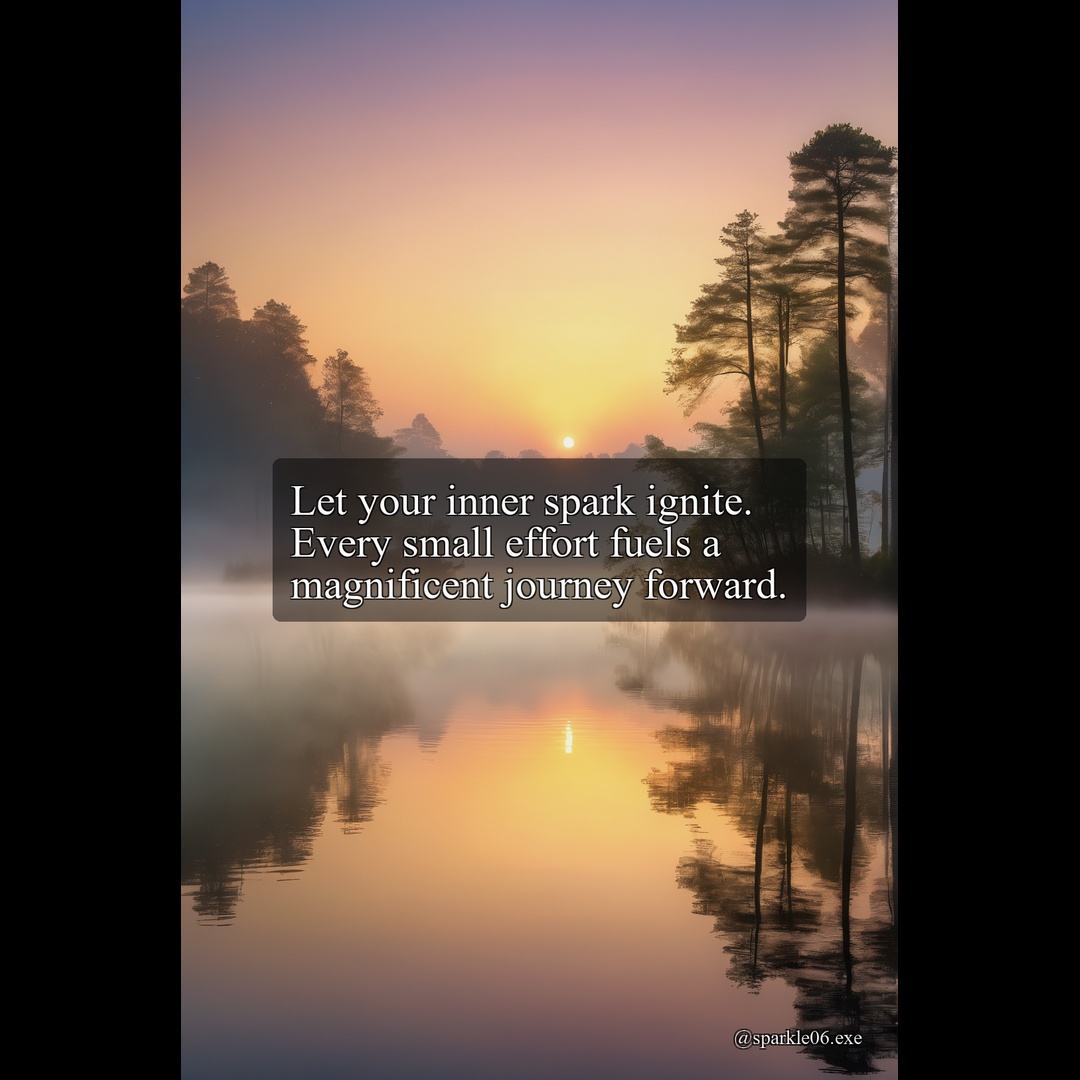 Let your inner spark ignite.
Every small effort fuels a
magnificent journey forward.
@sparkle06.exe